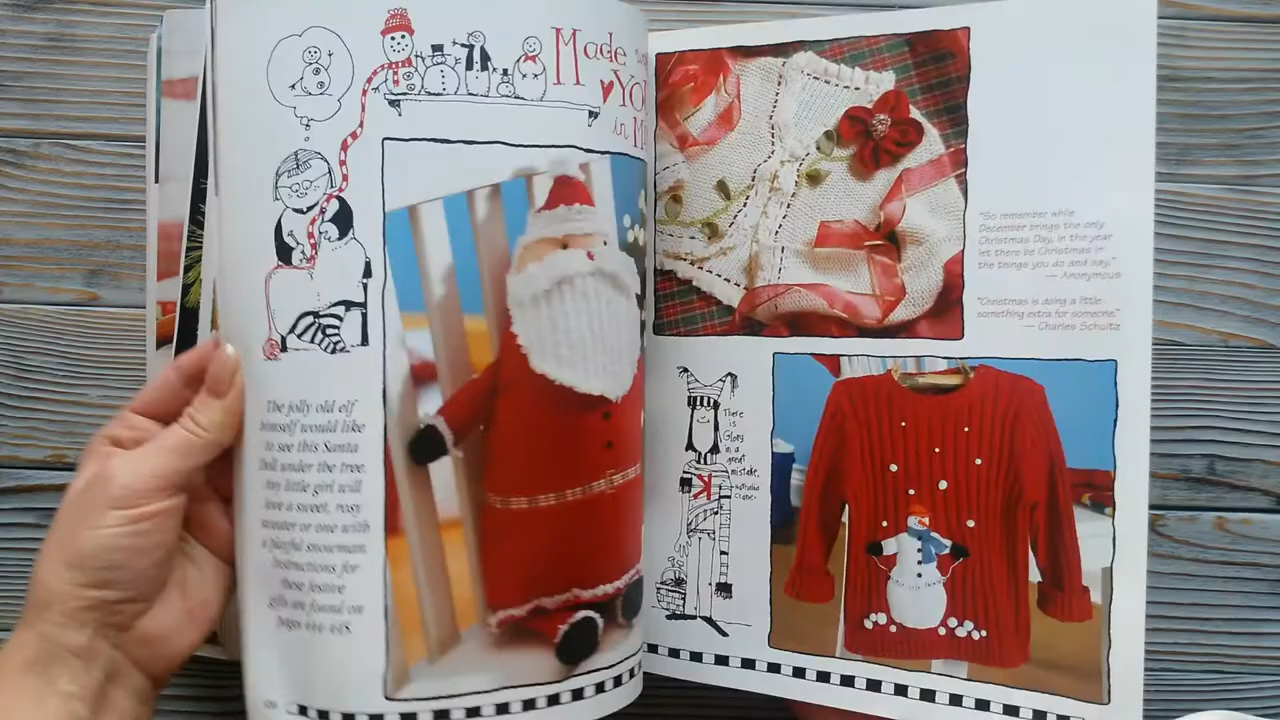 Made
YOU
in
The jolly old elf
himself would like
to see this Santa
Doll under the tree.
Any little girl will
love a sweet, rosy
sweater or one with
a playful snowman.
Instructions for
these festive
gifts are found on
pages
"So remember while
December brings the only
Christmas Day, in the year
let there be Christmas in
the things you do and say."
— Anonymous
"Christmas is doing a little
something extra for someone."
— Charles Schultz
There
is
Glory
in a
great
mistake.
-Nathalia
Crane-
K